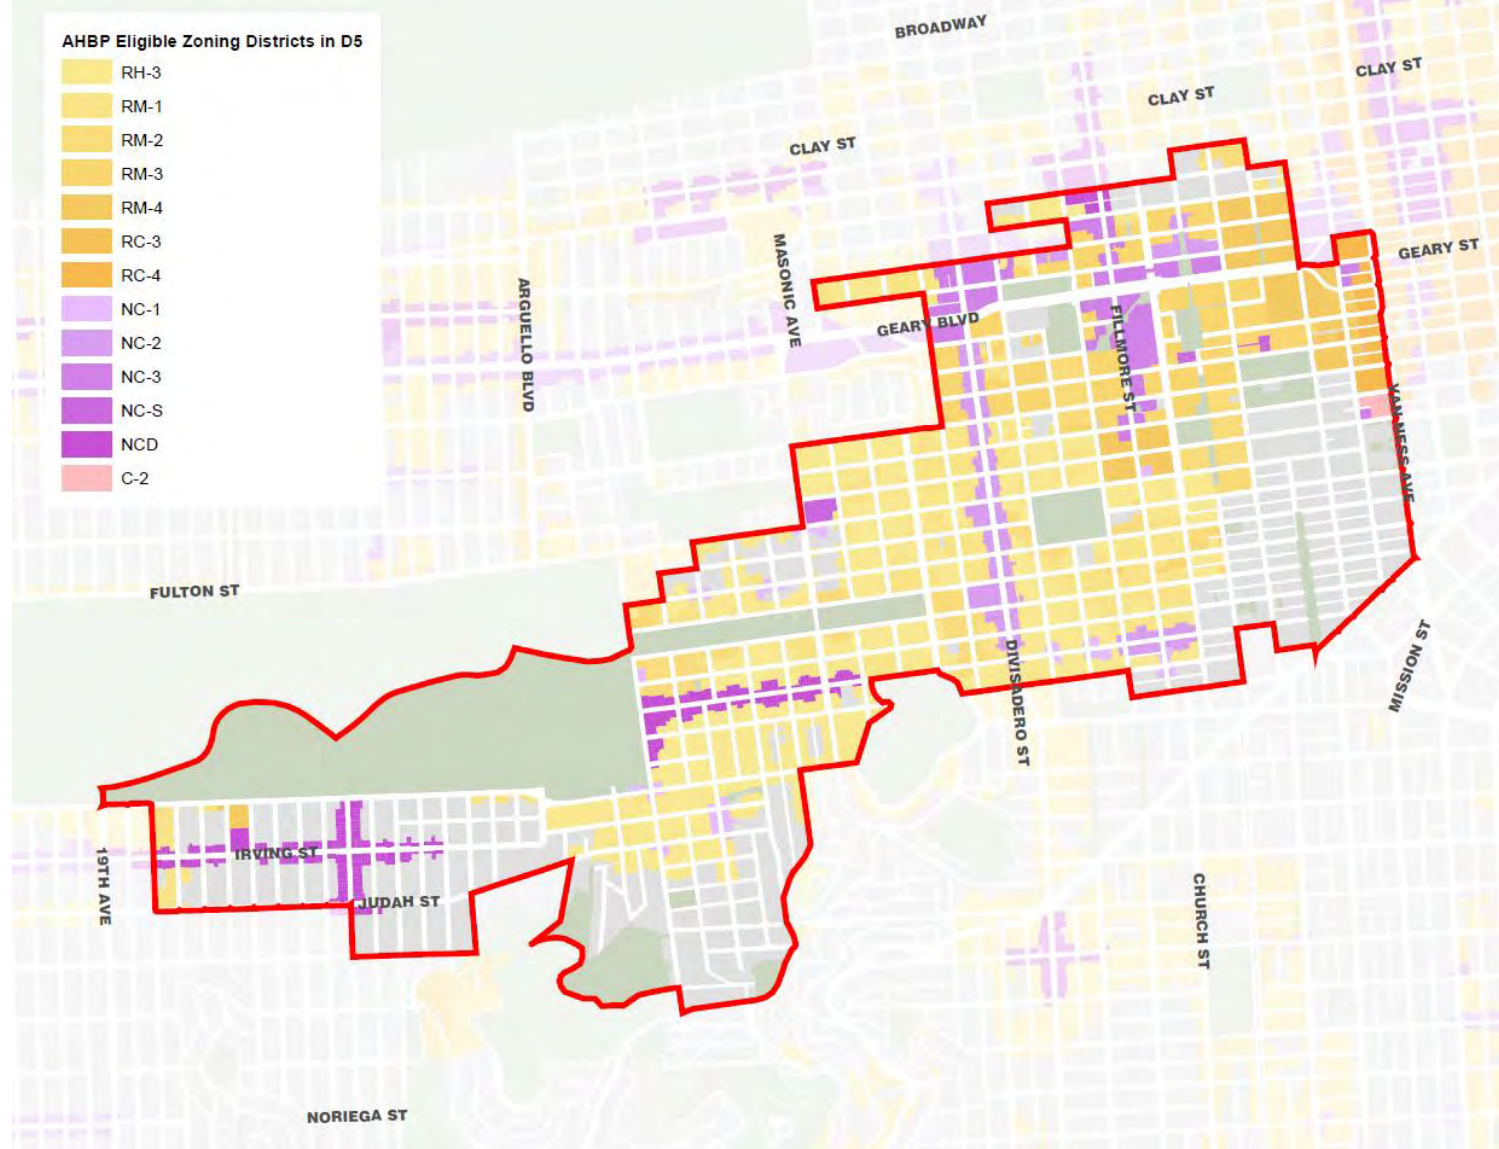 AHBP Eligible Zoning Districts in D5
RH-3
RM-1
RM-2
RM-3
RM-4
RC-3
RC-4
NC-1
NC-2
NC-3
NC-S
NCD
C-2
BROADWAY
CLAY ST
CLAY ST
CLAY ST
GEARY ST
MASONIC AVE
ARGUELLO BLVD
GEARY BLVD
FILLMORE ST
VAN NESS AVE
FULTON ST
DIVISADERO ST
MISSION ST
19TH AVE
IRVING ST
JUDAH ST
CHURCH ST
NORIEGA ST